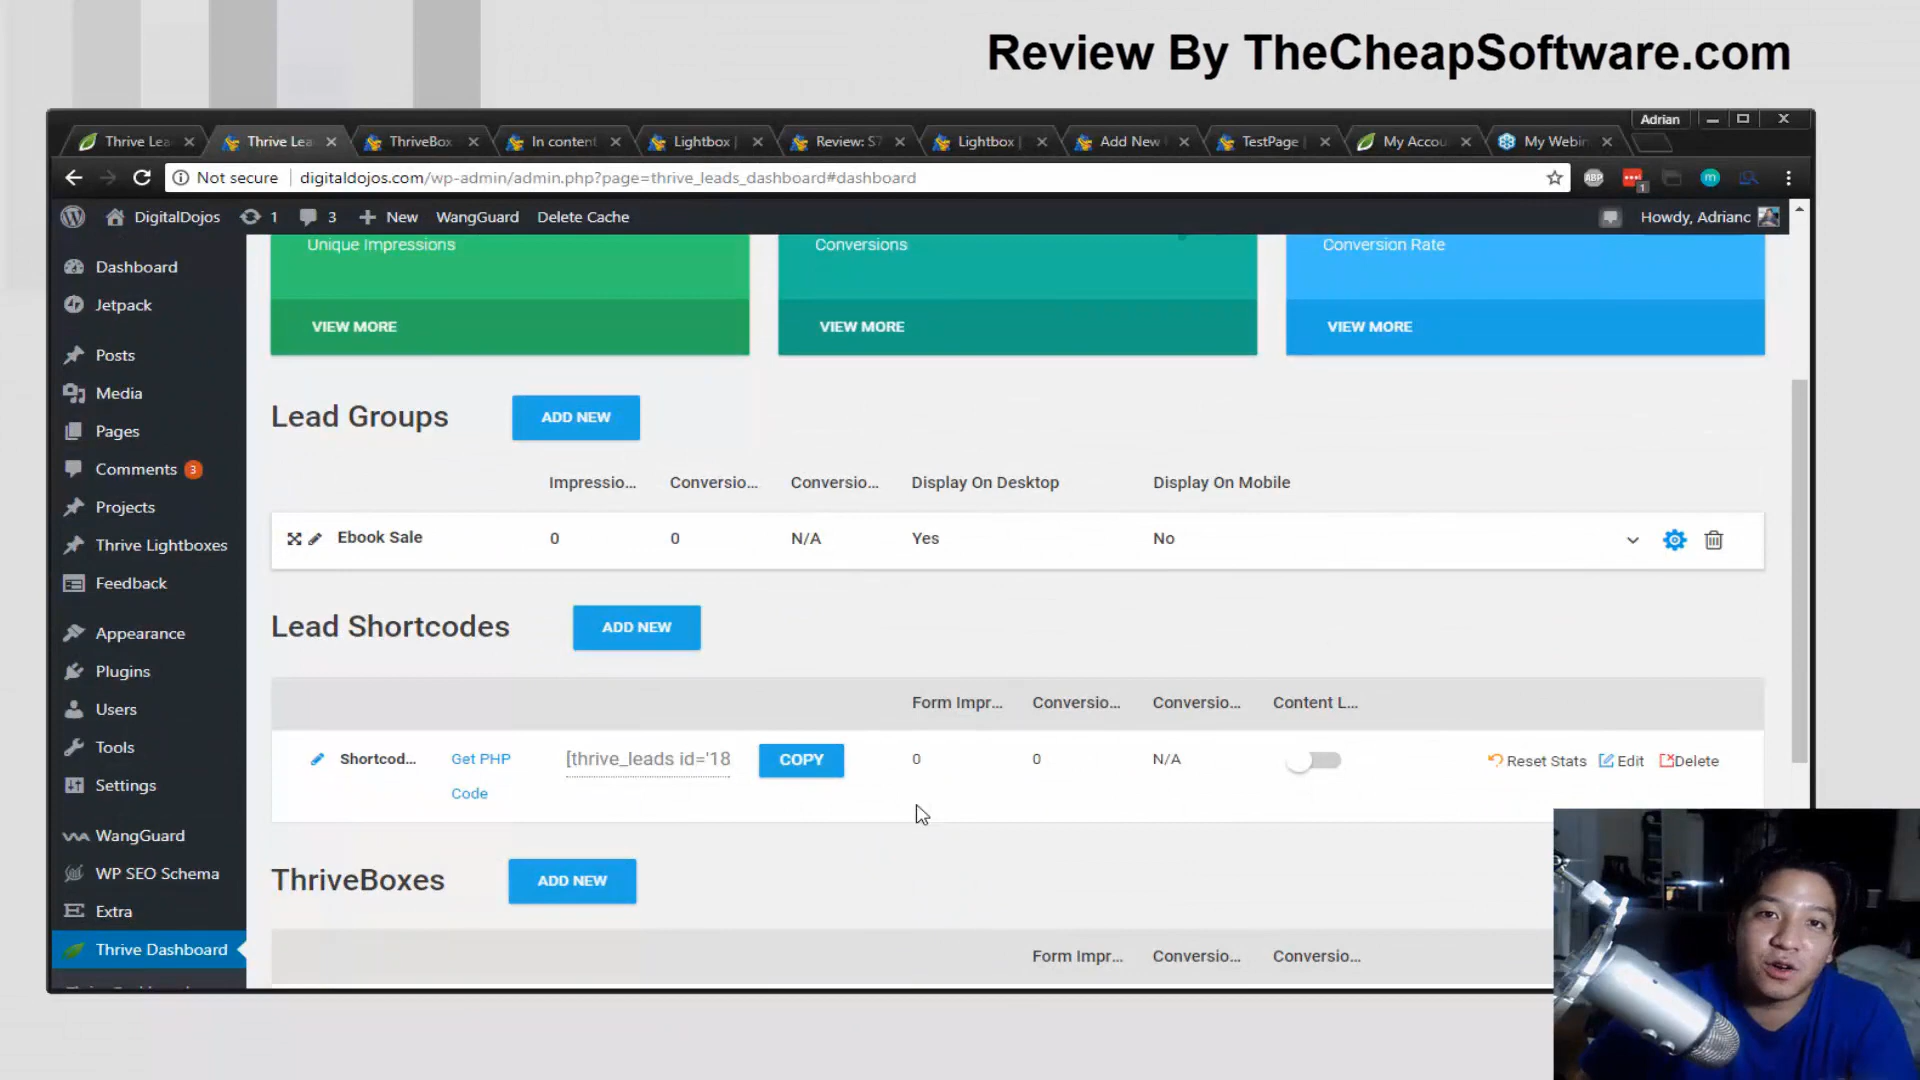 Review By TheCheapSoftware.com
Adrian
Thrive Lea
Thrive Lea
ThriveBox
In content
Lightbox |
Review: S7
Lightbox |
Add New
TestPage |
My Accou
My Webin
Not secure
digitaldojos.com/wp-admin/admin.php?page=thrive_leads_dashboard#dashboard
ABP
1
m
DigitalDojos
1
3
New
WangGuard
Delete Cache
Howdy, Adrianc
Dashboard
Jetpack
Posts
Media
Pages
Comments 3
Projects
Thrive Lightboxes
Feedback
Appearance
Plugins
Users
Tools
Settings
WangGuard
WP SEO Schema
Extra
Thrive Dashboard
Unique Impressions
Conversions
Conversion Rate
VIEW MORE
VIEW MORE
VIEW MORE
Lead Groups
ADD NEW
Impressio...
Conversio...
Conversio...
Display On Desktop
Display On Mobile
Ebook Sale
0
0
N/A
Yes
No
Lead Shortcodes
ADD NEW
Form Impr...
Conversio...
Conversio...
Content L...
Shortcod...
Get PHP
Code
[thrive_leads id='18
COPY
0
0
N/A
Reset Stats
Edit
Delete
ThriveBoxes
ADD NEW
Form Impr...
Conversio...
Conversio...